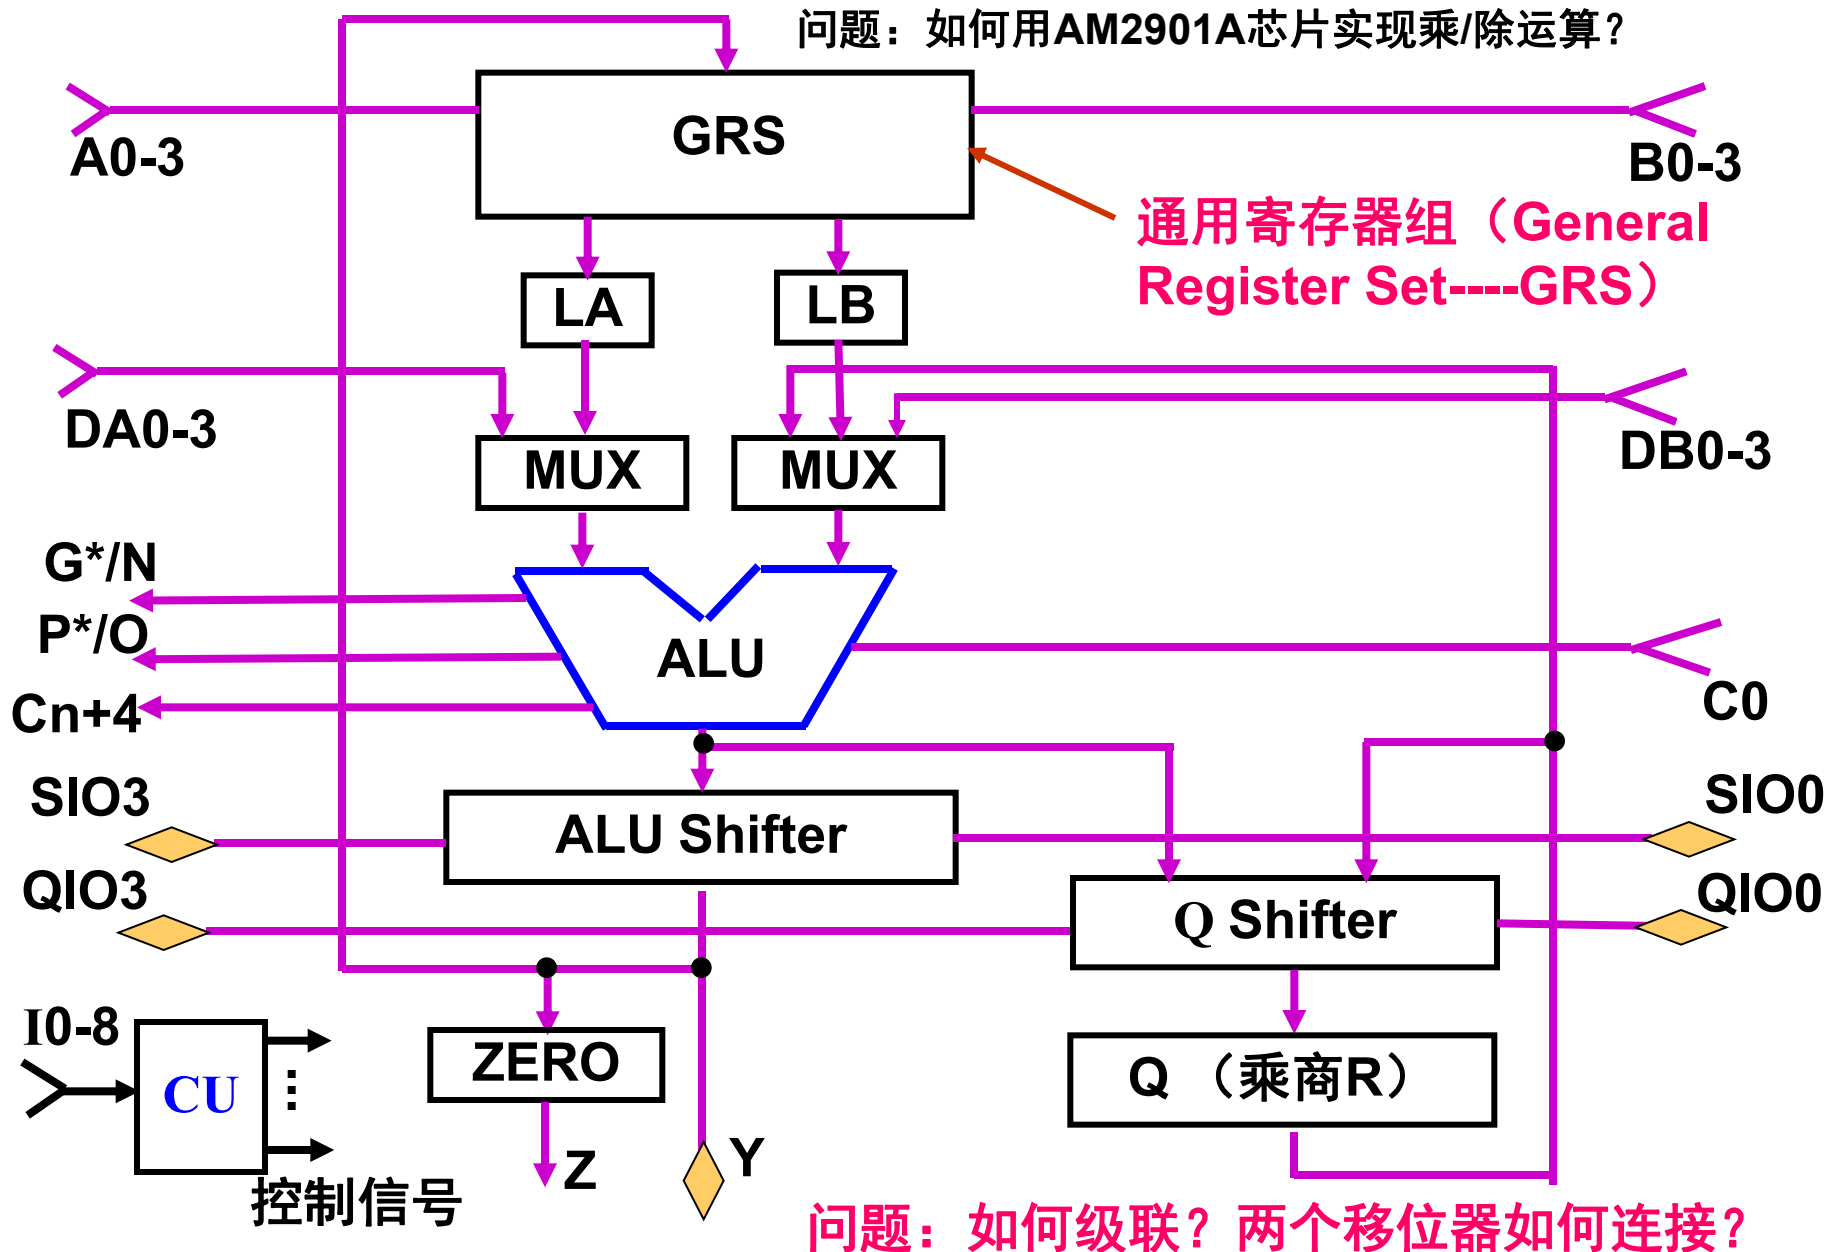 问题：如何用AM2901A芯片实现乘/除运算？
GRS
A0-3
B0-3
通用寄存器组（General
Register Set----GRS）
LA
LB
DA0-3
DB0-3
MUX
MUX
G*/N
P*/O
ALU
Cn+4
C0
SIO3
SIO0
ALU Shifter
QIO3
QIO0
Q Shifter
I0-8
ZERO
Q （乘商R）
CU
⋮
Z
Y
控制信号
问题：如何级联？两个移位器如何连接？